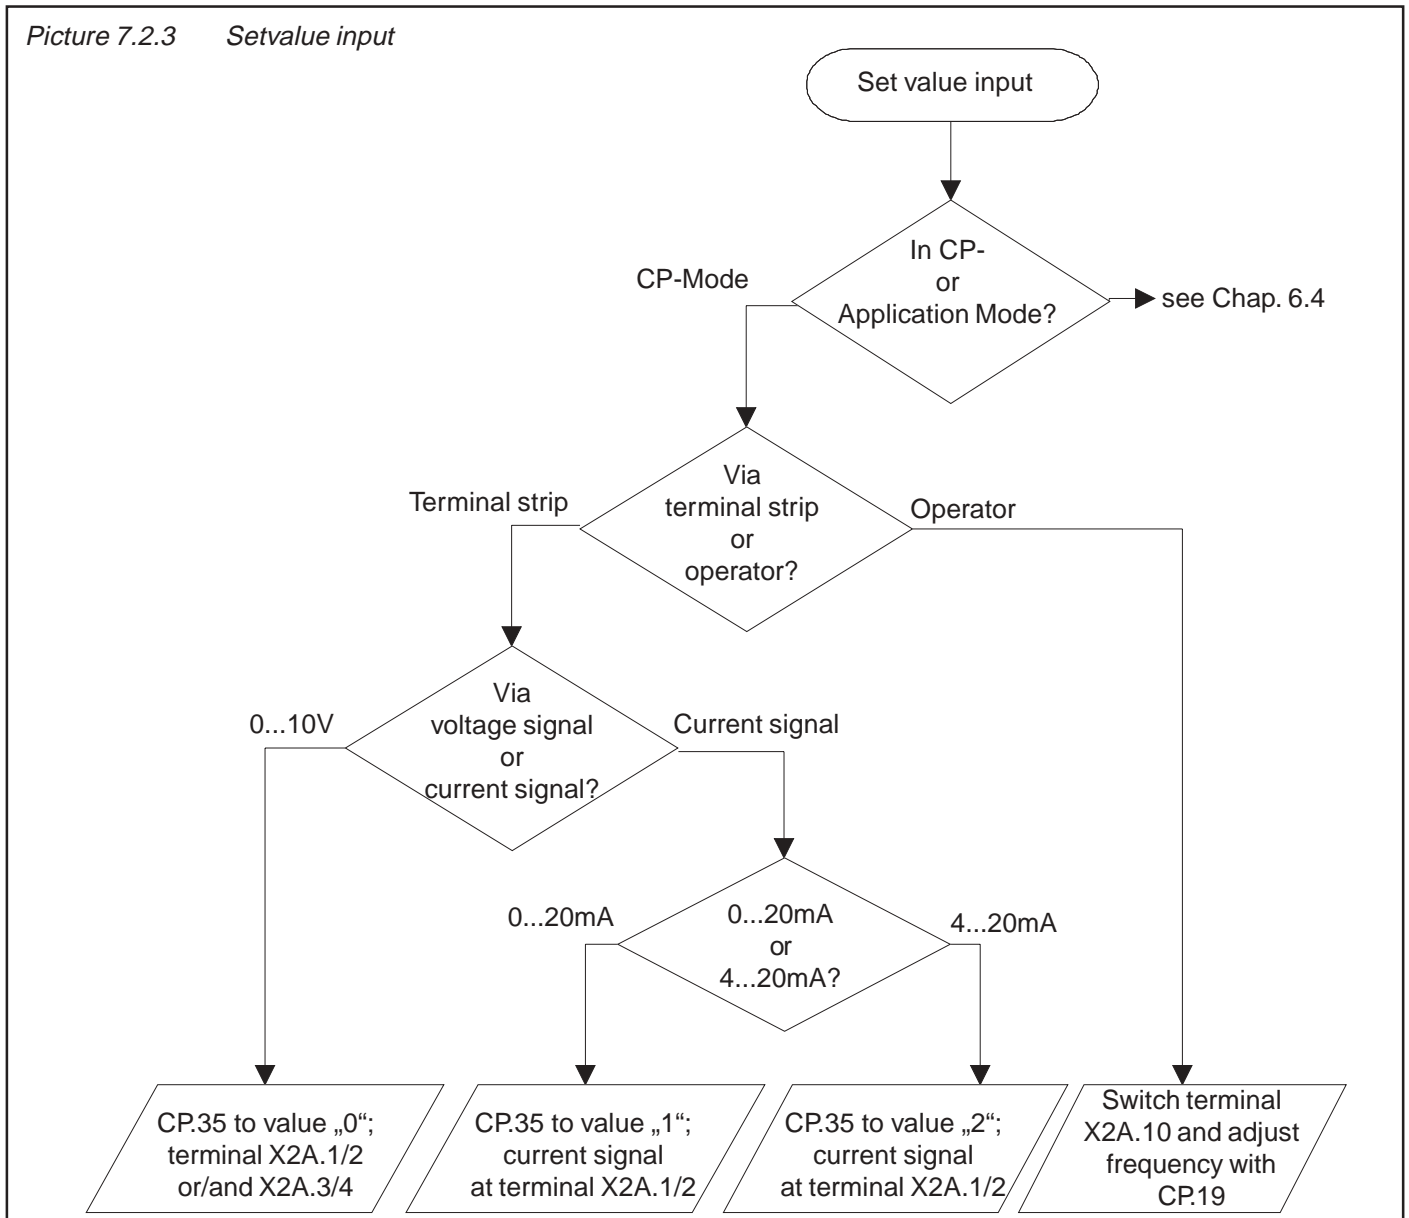 Picture 7.2.3 Setvalue input
Set value input
In CP-
or
Application Mode?
CP-Mode
see Chap. 6.4
Via
terminal strip
or
operator?
Terminal strip
Operator
Via
voltage signal
or
current signal?
0...10V
Current signal
0...20mA
or
4...20mA?
0...20mA
4...20mA
CP.35 to value „0“;
terminal X2A.1/2
or/and X2A.3/4
CP.35 to value „1“;
current signal
at terminal X2A.1/2
CP.35 to value „2“;
current signal
at terminal X2A.1/2
Switch terminal
X2A.10 and adjust
frequency with
CP.19